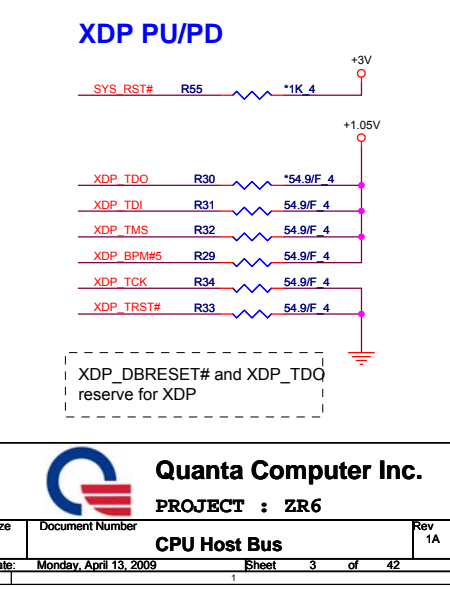 XDP PU/PD
+3V
SYS_RST# R55 *1K_4
+1.05V
XDP_TDO R30 *54.9/F_4
XDP_TDI R31 54.9/F_4
XDP_TMS R32 54.9/F_4
XDP_BPM#5 R29 54.9/F_4
XDP_TCK R34 54.9/F_4
XDP_TRST# R33 54.9/F_4
XDP_DBRESET# and XDP_TDO
reserve for XDP
Quanta Computer Inc.
PROJECT : ZR6
ze Document Number Rev
CPU Host Bus 1A
ate: Monday, April 13, 2009 Sheet 3 of 42
1